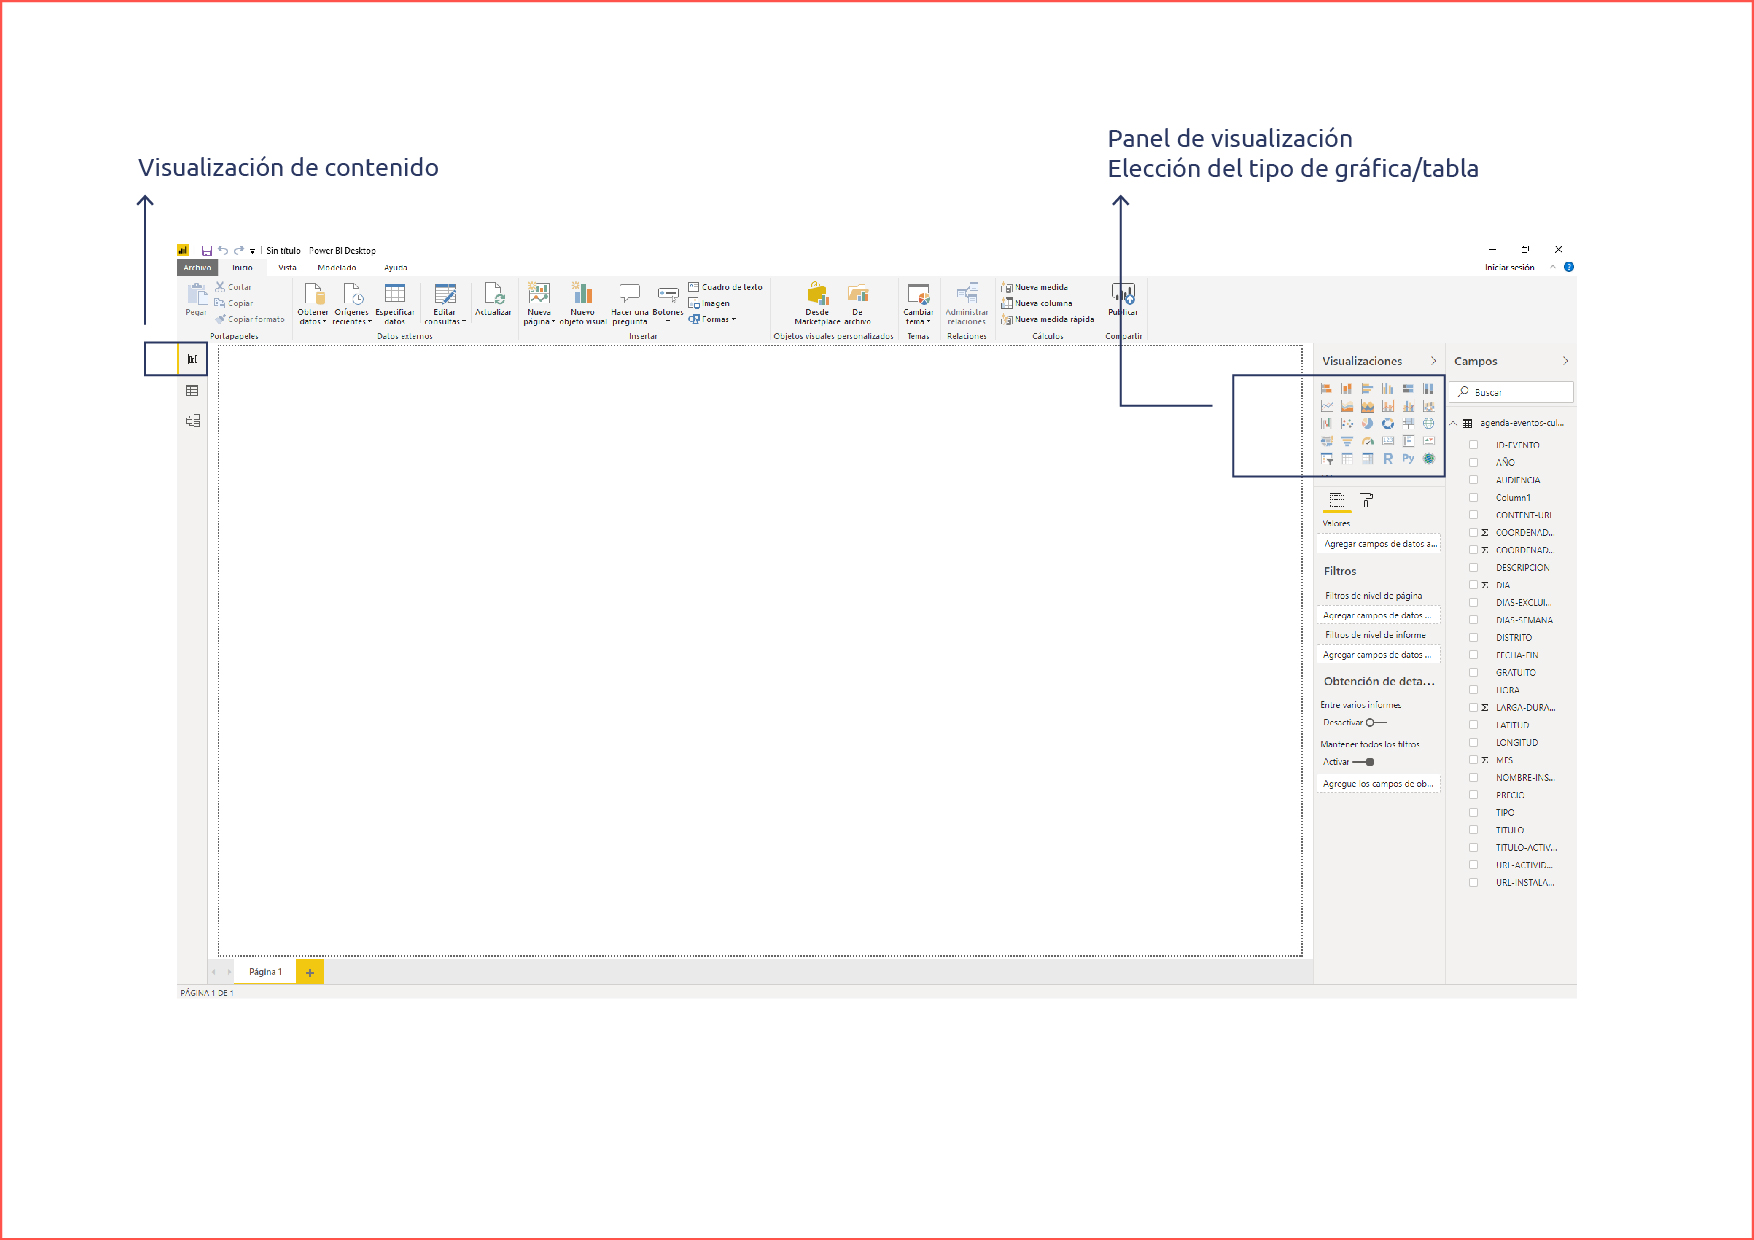 Panel de visualización
Visualización de contenido
Elección del tipo de gráfica/tabla
Sin título - Power BI Desktop
Archivo Inicio Vista Modelado Ayuda
Iniciar sesión
Pegar
Cortar
Copiar
Copiar formato
Portapapeles
Obtener datos
Orígenes recientes
Especificar datos
Editar consultas
Actualizar
Datos externos
Nueva página
Nuevo objeto visual
Hacer una pregunta
Botones
Cuadro de texto
Imagen
Formas
Insertar
Desde Marketplace
De archivo
Objetos visuales personalizados
Cambiar tema
Temas
Administrar relaciones
Relaciones
Nueva medida
Nueva columna
Nueva medida rápida
Cálculos
Publicar
Compartir
Visualizaciones
R Py
Valores
Agregar campos de datos a...
Filtros
Filtros de nivel de página
Agregar campos de datos ...
Filtros de nivel de informe
Agregar campos de datos ...
Obtención de deta...
Entre varios informes
Desactivar
Mantener todos los filtros
Activar
Agregue los campos de ob...
Campos
Buscar
agenda-eventos-cul...
ID-EVENTO
AÑO
AUDIENCIA
Column1
CONTENT-URL
Σ COORDENAD...
Σ COORDENAD...
DESCRIPCION
Σ DIA
DIAS-EXCLUI...
DIAS-SEMANA
DISTRITO
FECHA-FIN
GRATUITO
HORA
Σ LARGA-DURA...
LATITUD
LONGITUD
Σ MES
NOMBRE-INS...
PRECIO
TIPO
TITULO
TITULO-ACTIV...
URL-ACTIVID...
URL-INSTALA...
Página 1 +
PÁGINA 1 DE 1